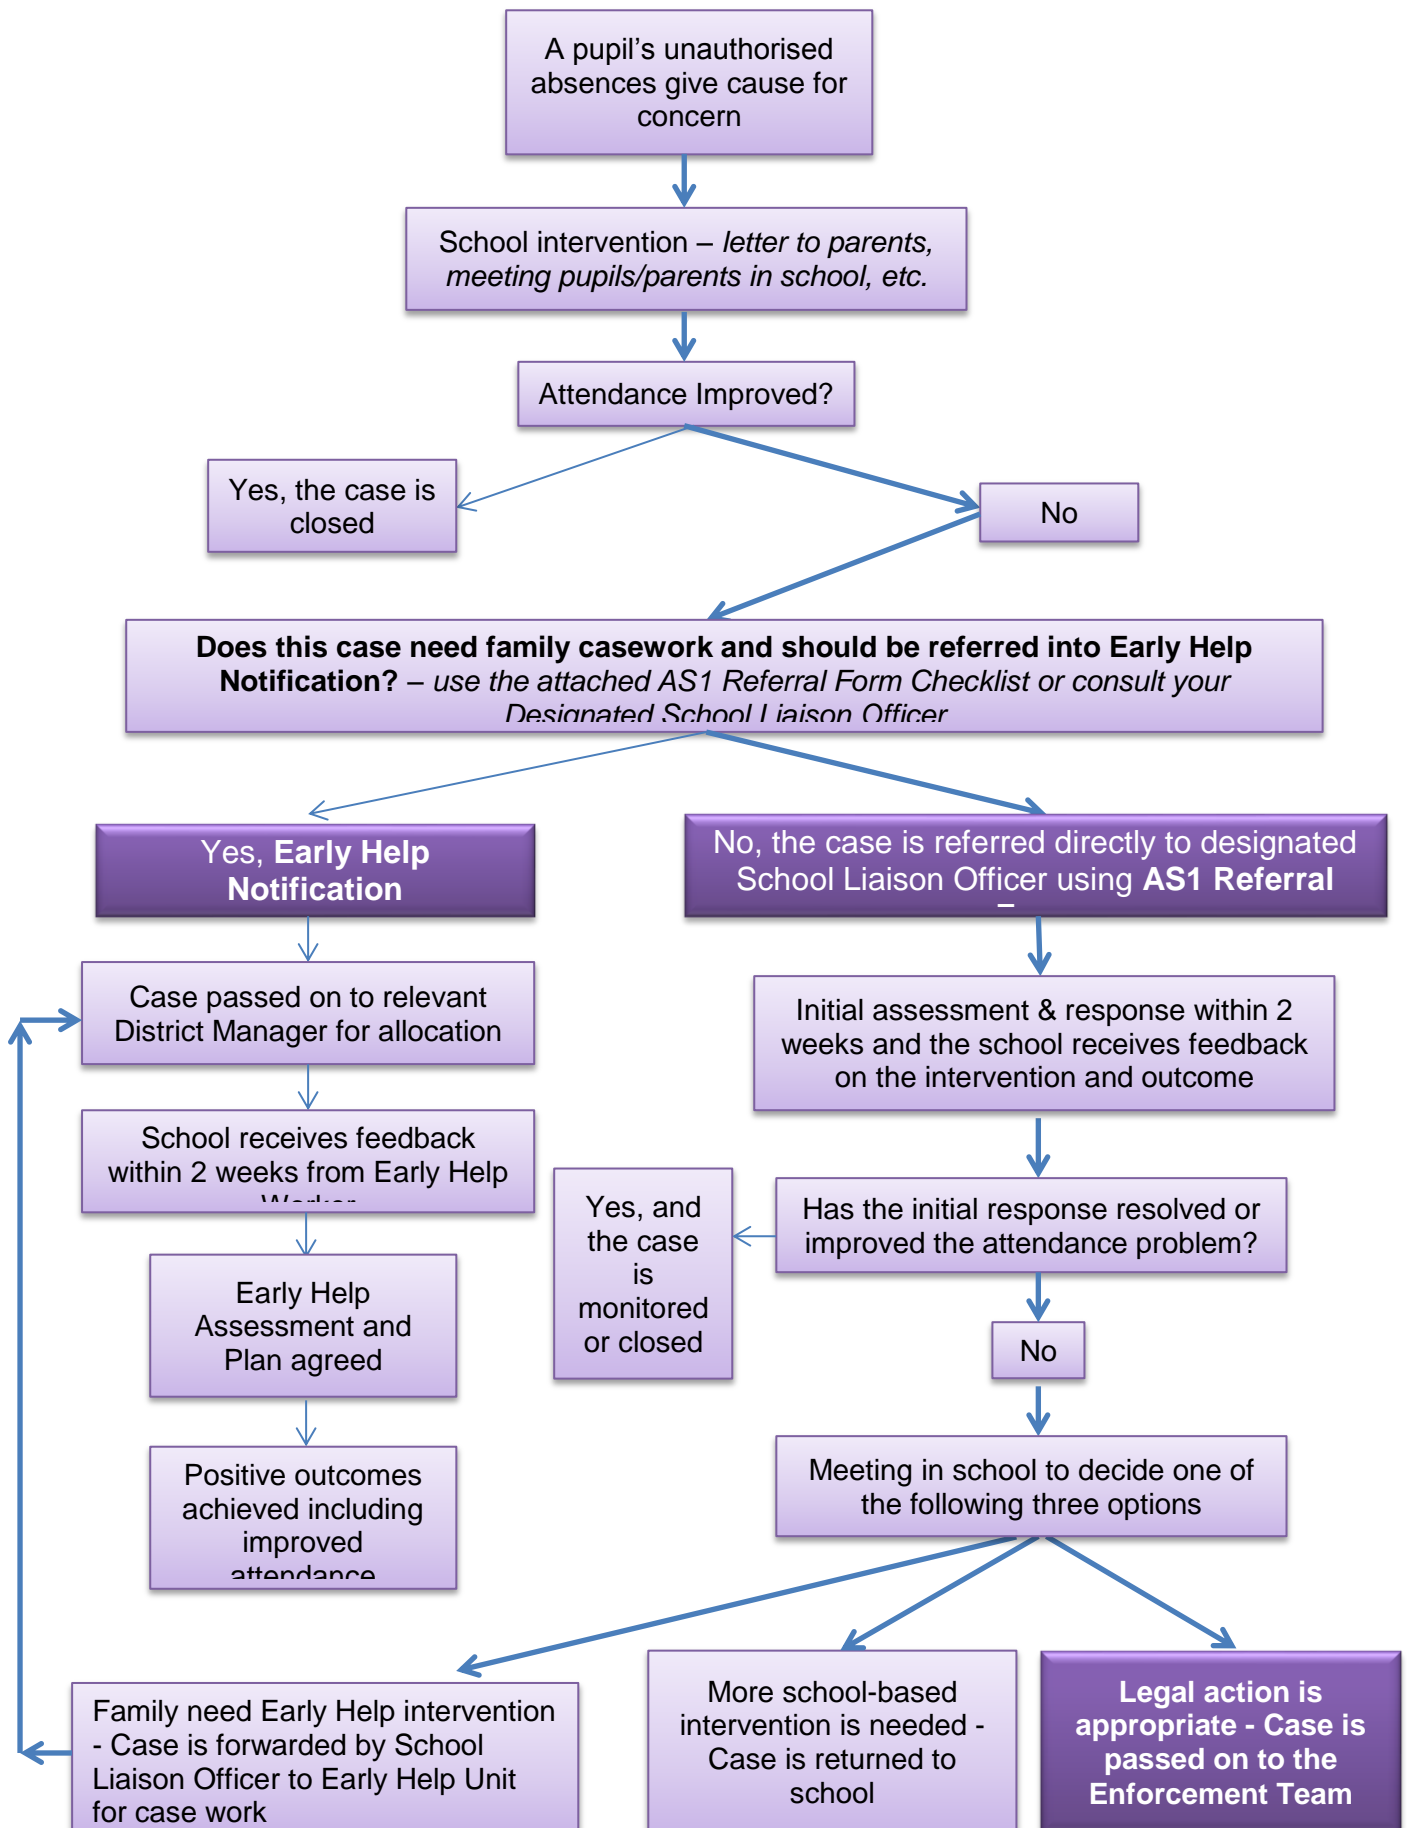 A pupil’s unauthorised
absences give cause for
concern
School intervention – letter to parents,
meeting pupils/parents in school, etc.
Attendance Improved?
Yes, the case is
closed
No
Does this case need family casework and should be referred into Early Help
Notification? – use the attached AS1 Referral Form Checklist or consult your
Designated School Liaison Officer
Yes, Early Help
Notification
No, the case is referred directly to designated
School Liaison Officer using AS1 Referral
Case passed on to relevant
District Manager for allocation
Initial assessment & response within 2
weeks and the school receives feedback
on the intervention and outcome
School receives feedback
within 2 weeks from Early Help
Worker
Yes, and
the case
is
monitored
or closed
Has the initial response resolved or
improved the attendance problem?
Early Help
Assessment and
Plan agreed
No
Positive outcomes
achieved including
improved
attendance
Meeting in school to decide one of
the following three options
Family need Early Help intervention
- Case is forwarded by School
Liaison Officer to Early Help Unit
for case work
More school-based
intervention is needed -
Case is returned to
school
Legal action is
appropriate - Case is
passed on to the
Enforcement Team